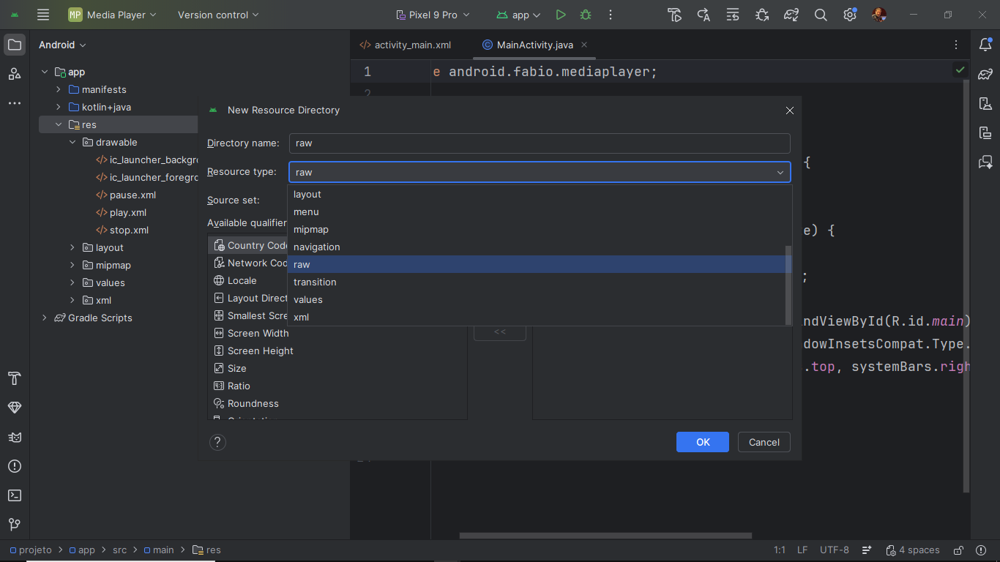 MP Media Player Version control Pixel 9 Pro app
Android
app
manifests
kotlin+java
res
drawable
ic_launcher_backgro
ic_launcher_foregro
pause.xml
play.xml
stop.xml
layout
mipmap
values
xml
Gradle Scripts
activity_main.xml MainActivity.java
1 e android.fabio.mediaplayer;
2
{
e) {
;
ndViewById(R.id.main)
dowInsetsCompat.Type.
.top, systemBars.righ
New Resource Directory
Directory name: raw
Resource type: raw
Source set:
Available qualifier
layout
menu
mipmap
navigation
raw
transition
values
xml
Country Code
Network Cod
Locale
Layout Direct
Smallest Scre
Screen Width
Screen Height
Size
Ratio
Roundness
<<
? OK Cancel
projeto > app > src > main > res 1:1 LF UTF-8 4 spaces